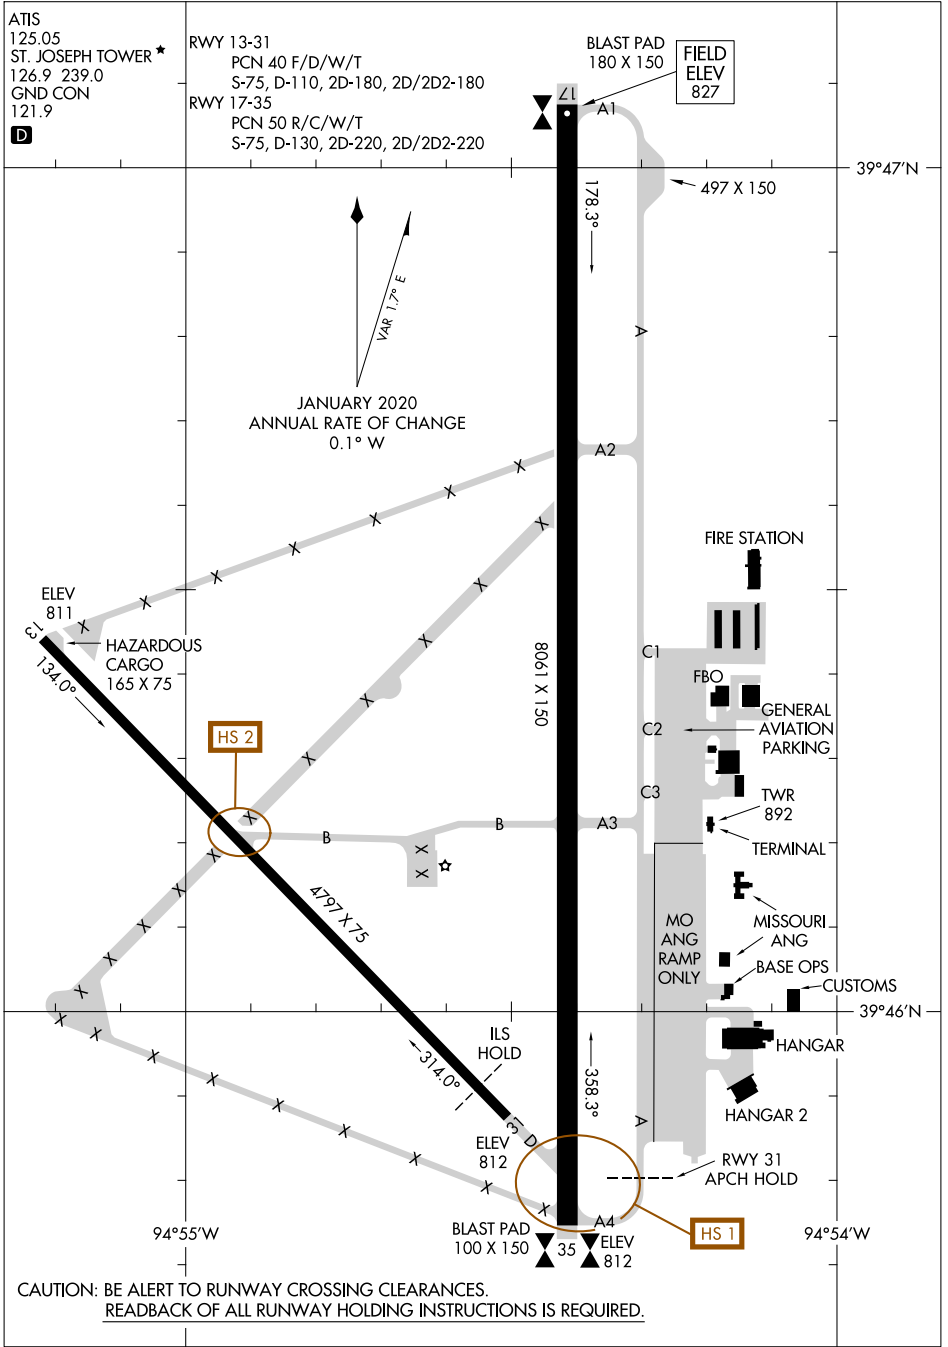 ATIS
125.05
ST. JOSEPH TOWER ★
126.9 239.0
GND CON
121.9
D
RWY 13-31
PCN 40 F/D/W/T
S-75, D-110, 2D-180, 2D/2D2-180
RWY 17-35
PCN 50 R/C/W/T
S-75, D-130, 2D-220, 2D/2D2-220
BLAST PAD
180 X 150
FIELD
ELEV
827
17
A1
39°47'N
497 X 150
178.3°
VAR 1.7° E
A
JANUARY 2020
ANNUAL RATE OF CHANGE
0.1° W
A2
X
X
X
X
X
X
X
X
X
X
X
X
X
FIRE STATION
ELEV
811
13
HAZARDOUS
CARGO
165 X 75
134.0°
8061 X 150
C1
FBO
GENERAL
AVIATION
PARKING
C2
HS 2
C3
TWR
892
TERMINAL
B
B
A3
X
X
X
X
X
X
X
4797 X 75
MO
ANG
RAMP
ONLY
MISSOURI
ANG
BASE OPS
CUSTOMS
39°46'N
X
X
X
X
X
X
X
X
X
ILS
HOLD
314.0°
358.3°
HANGAR
HANGAR 2
A
31
D
ELEV
812
RWY 31
APCH HOLD
A4
HS 1
94°55'W
BLAST PAD
100 X 150
35
ELEV
812
94°54'W
CAUTION: BE ALERT TO RUNWAY CROSSING CLEARANCES.
READBACK OF ALL RUNWAY HOLDING INSTRUCTIONS IS REQUIRED.